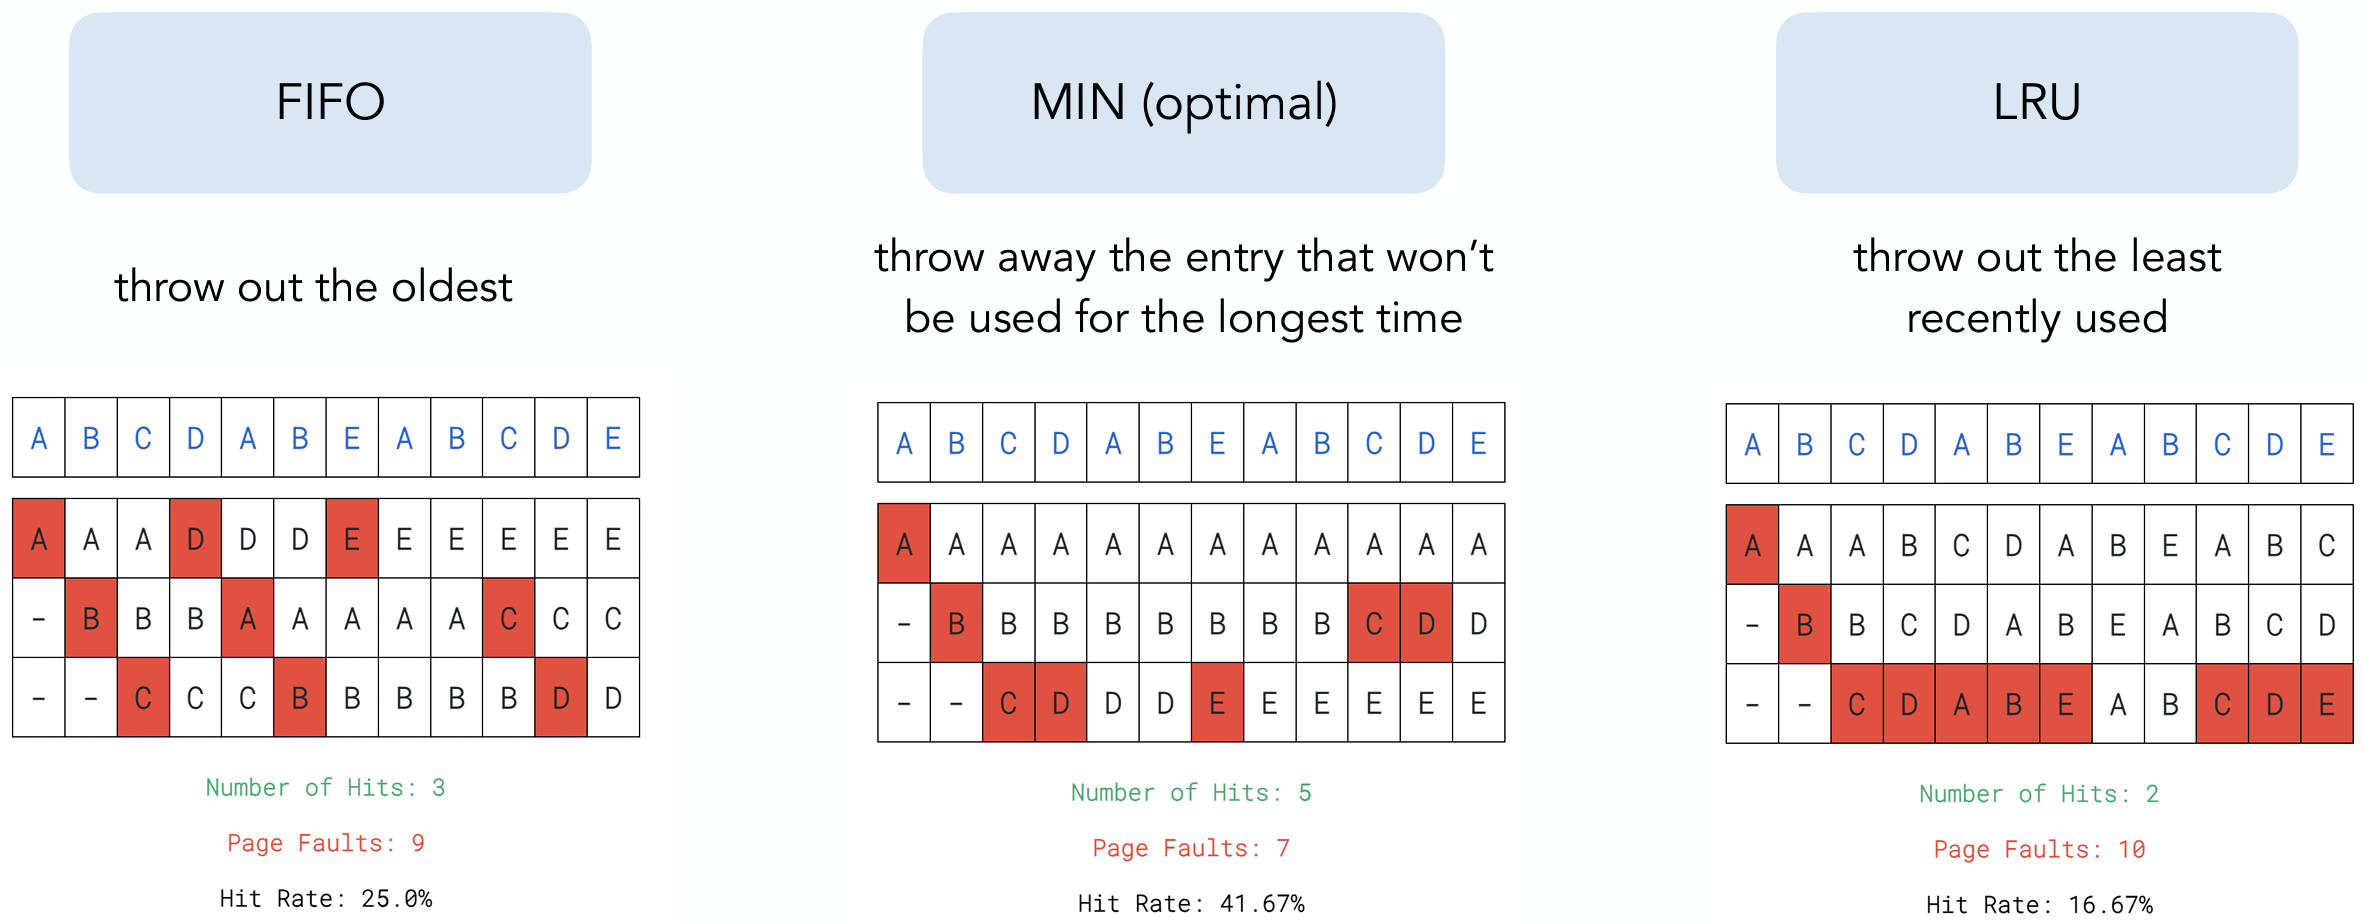 FIFO
throw out the oldest
A B C D A B E A B C D E
A A A D D D E E E E E E
- B B B A A A A A C C C
- - C C C B B B B B D D
Number of Hits: 3
Page Faults: 9
Hit Rate: 25.0%
MIN (optimal)
throw away the entry that won't
be used for the longest time
A B C D A B E A B C D E
A A A A A A A A A A A A
- B B B B B B B B C D D
- - C D D D E E E E E E
Number of Hits: 5
Page Faults: 7
Hit Rate: 41.67%
LRU
throw out the least
recently used
A B C D A B E A B C D E
A A A B C D A B E A B C
- B B C D A B E A B C D
- - C D A B E A B C D E
Number of Hits: 2
Page Faults: 10
Hit Rate: 16.67%